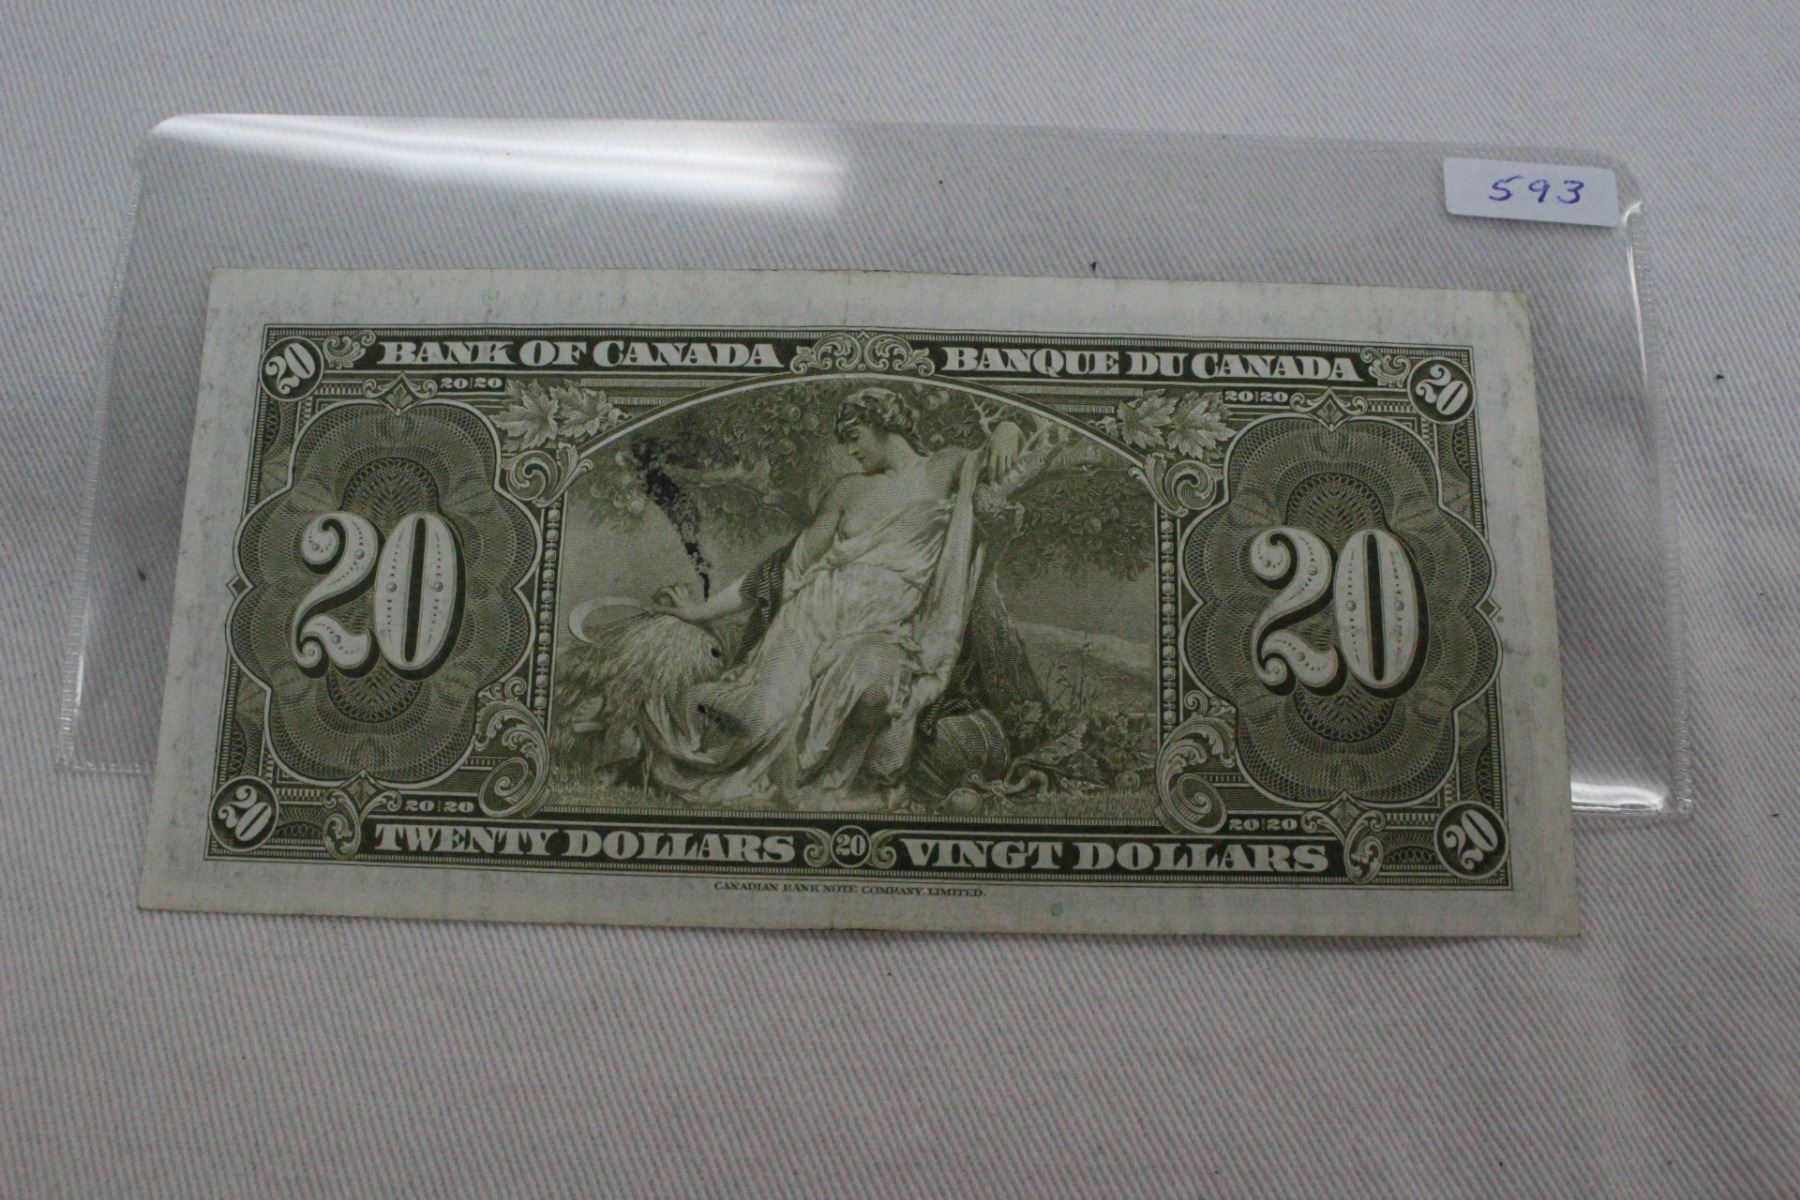 593
20 BANK OF CANADA BANQUE DU CANADA 20
20 20 20 20
20 20
20 20 20 20
20 TWENTY DOLLARS 20 VINGT DOLLARS 20
CANADIAN BANK NOTE COMPANY, LIMITED.